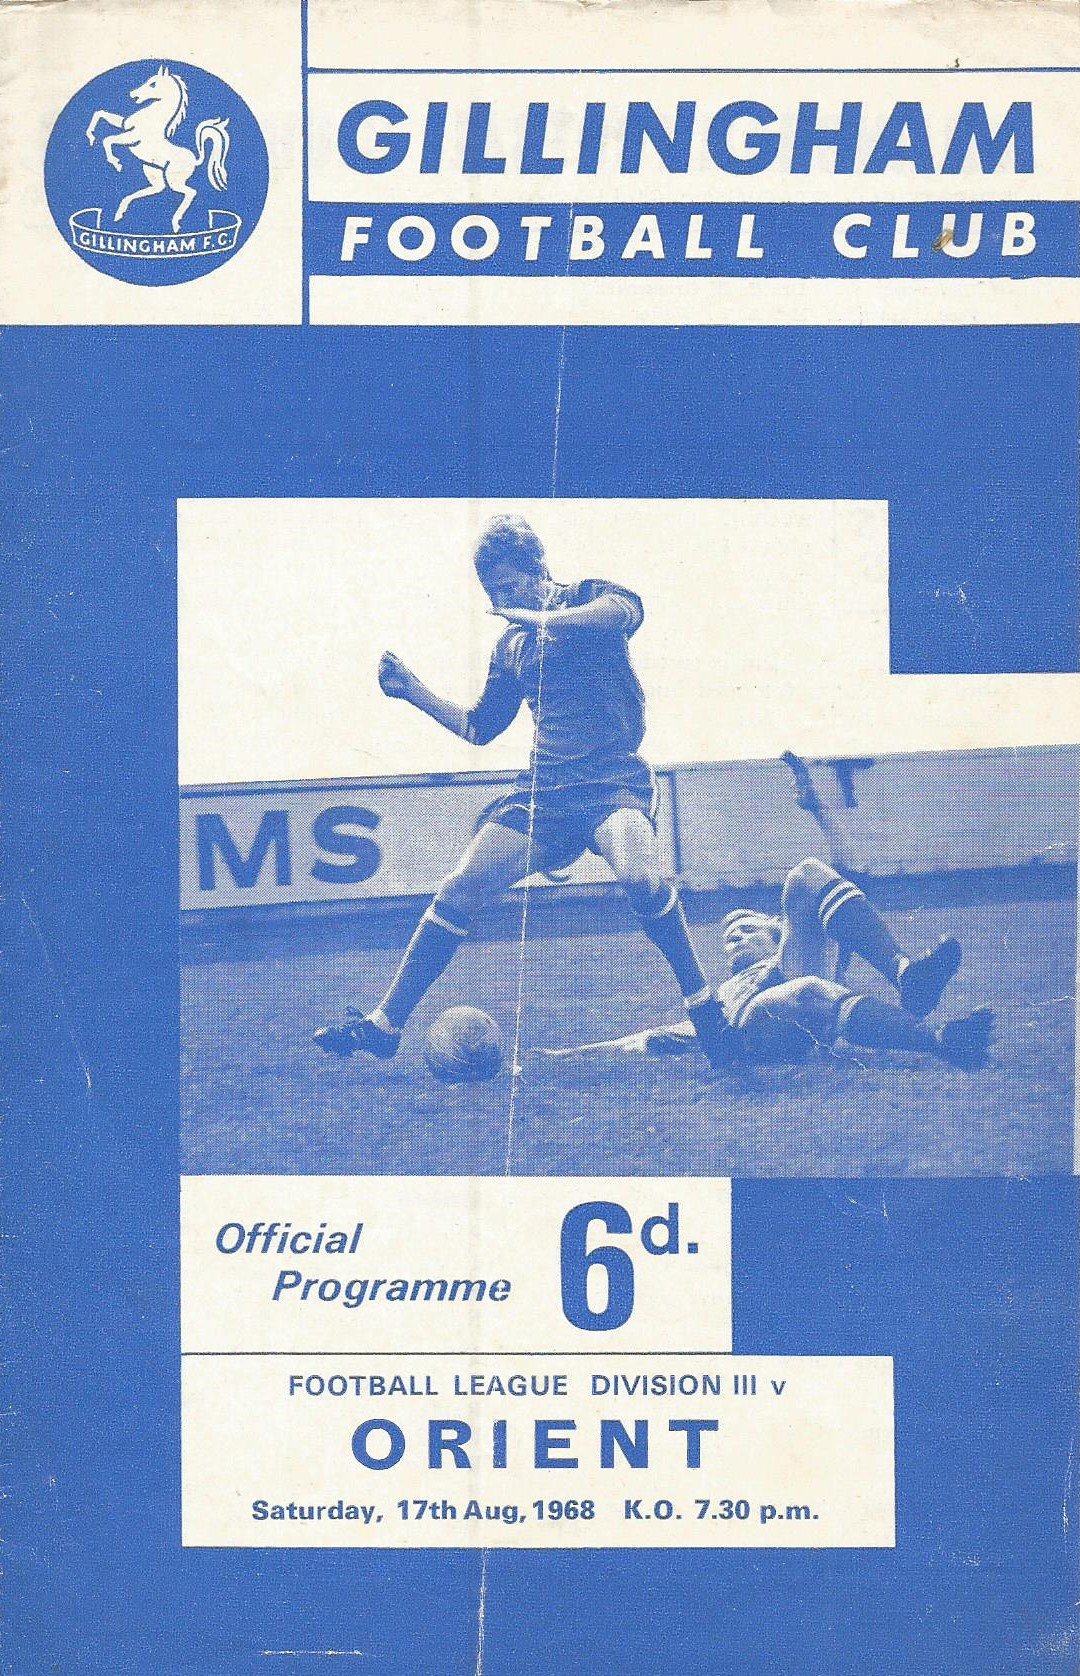 GILLINGHAM F.C.
GILLINGHAM
FOOTBALL CLUB
MS
Official
Programme
6d.
FOOTBALL LEAGUE DIVISION III v
ORIENT
Saturday, 17th Aug, 1968 K.O. 7.30 p.m.